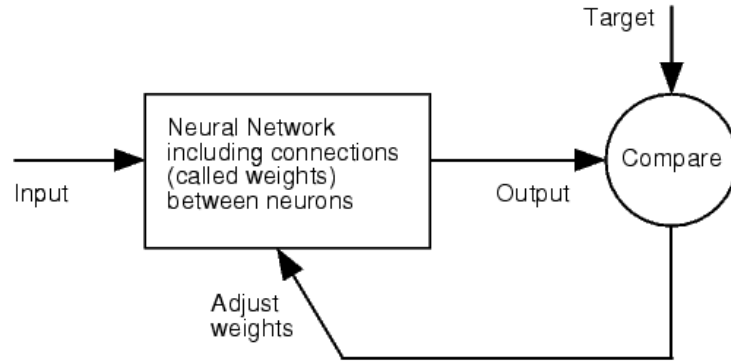 Target
Neural Network
including connections
(called weights)
between neurons
Compare
Input
Output
Adjust
weights